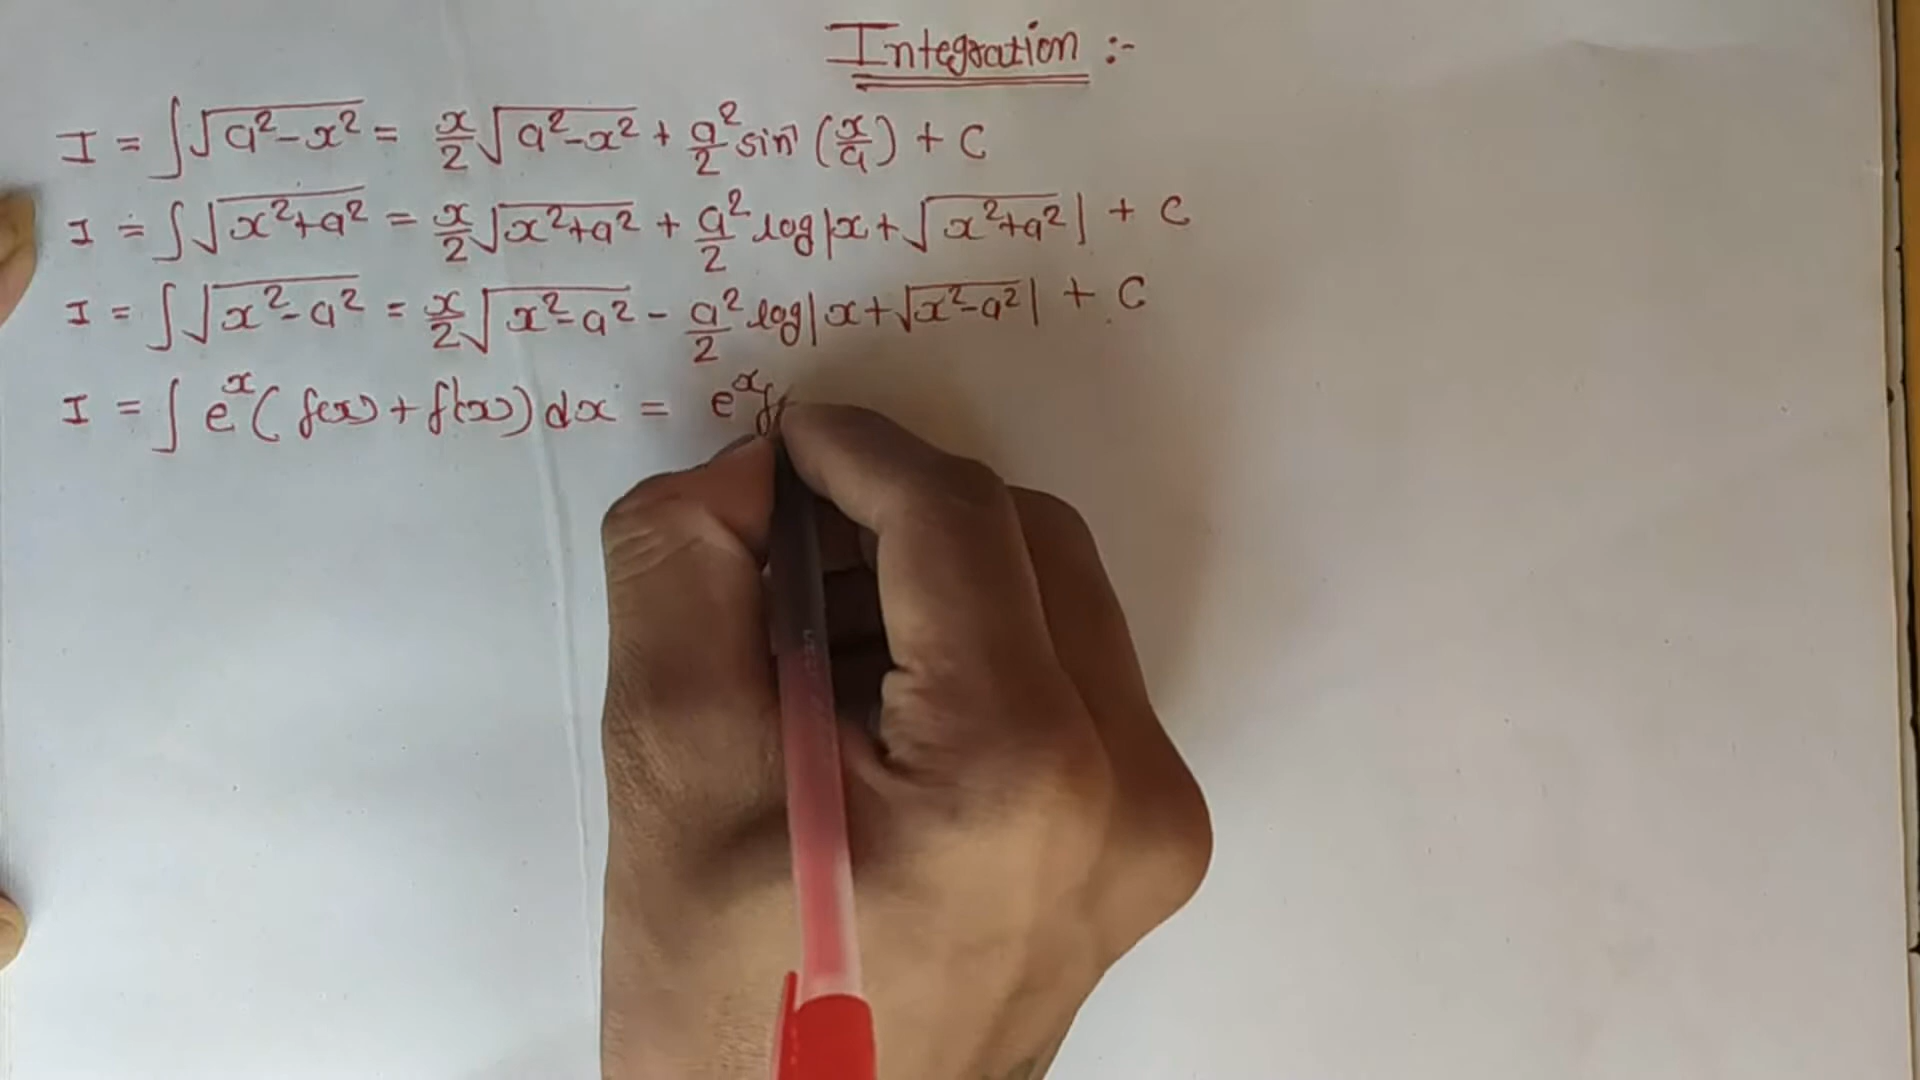 Integration :-
I = ∫√(a²-x²) = x/2 √(a²-x²) + a²/2 sin⁻¹ (x/a) + C
I = ∫√(x²+a²) = x/2 √(x²+a²) + a²/2 log|x+√(x²+a²)| + C
I = ∫√(x²-a²) = x/2 √(x²-a²) - a²/2 log|x+√(x²-a²)| + C
I = ∫ eˣ( f(x) + f'(x)) dx = eˣf